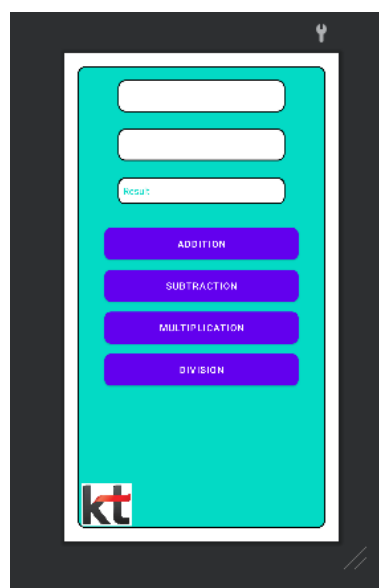 Result
ADDITION
SUBTRACTION
MULTIPLICATION
DIVISION
kt